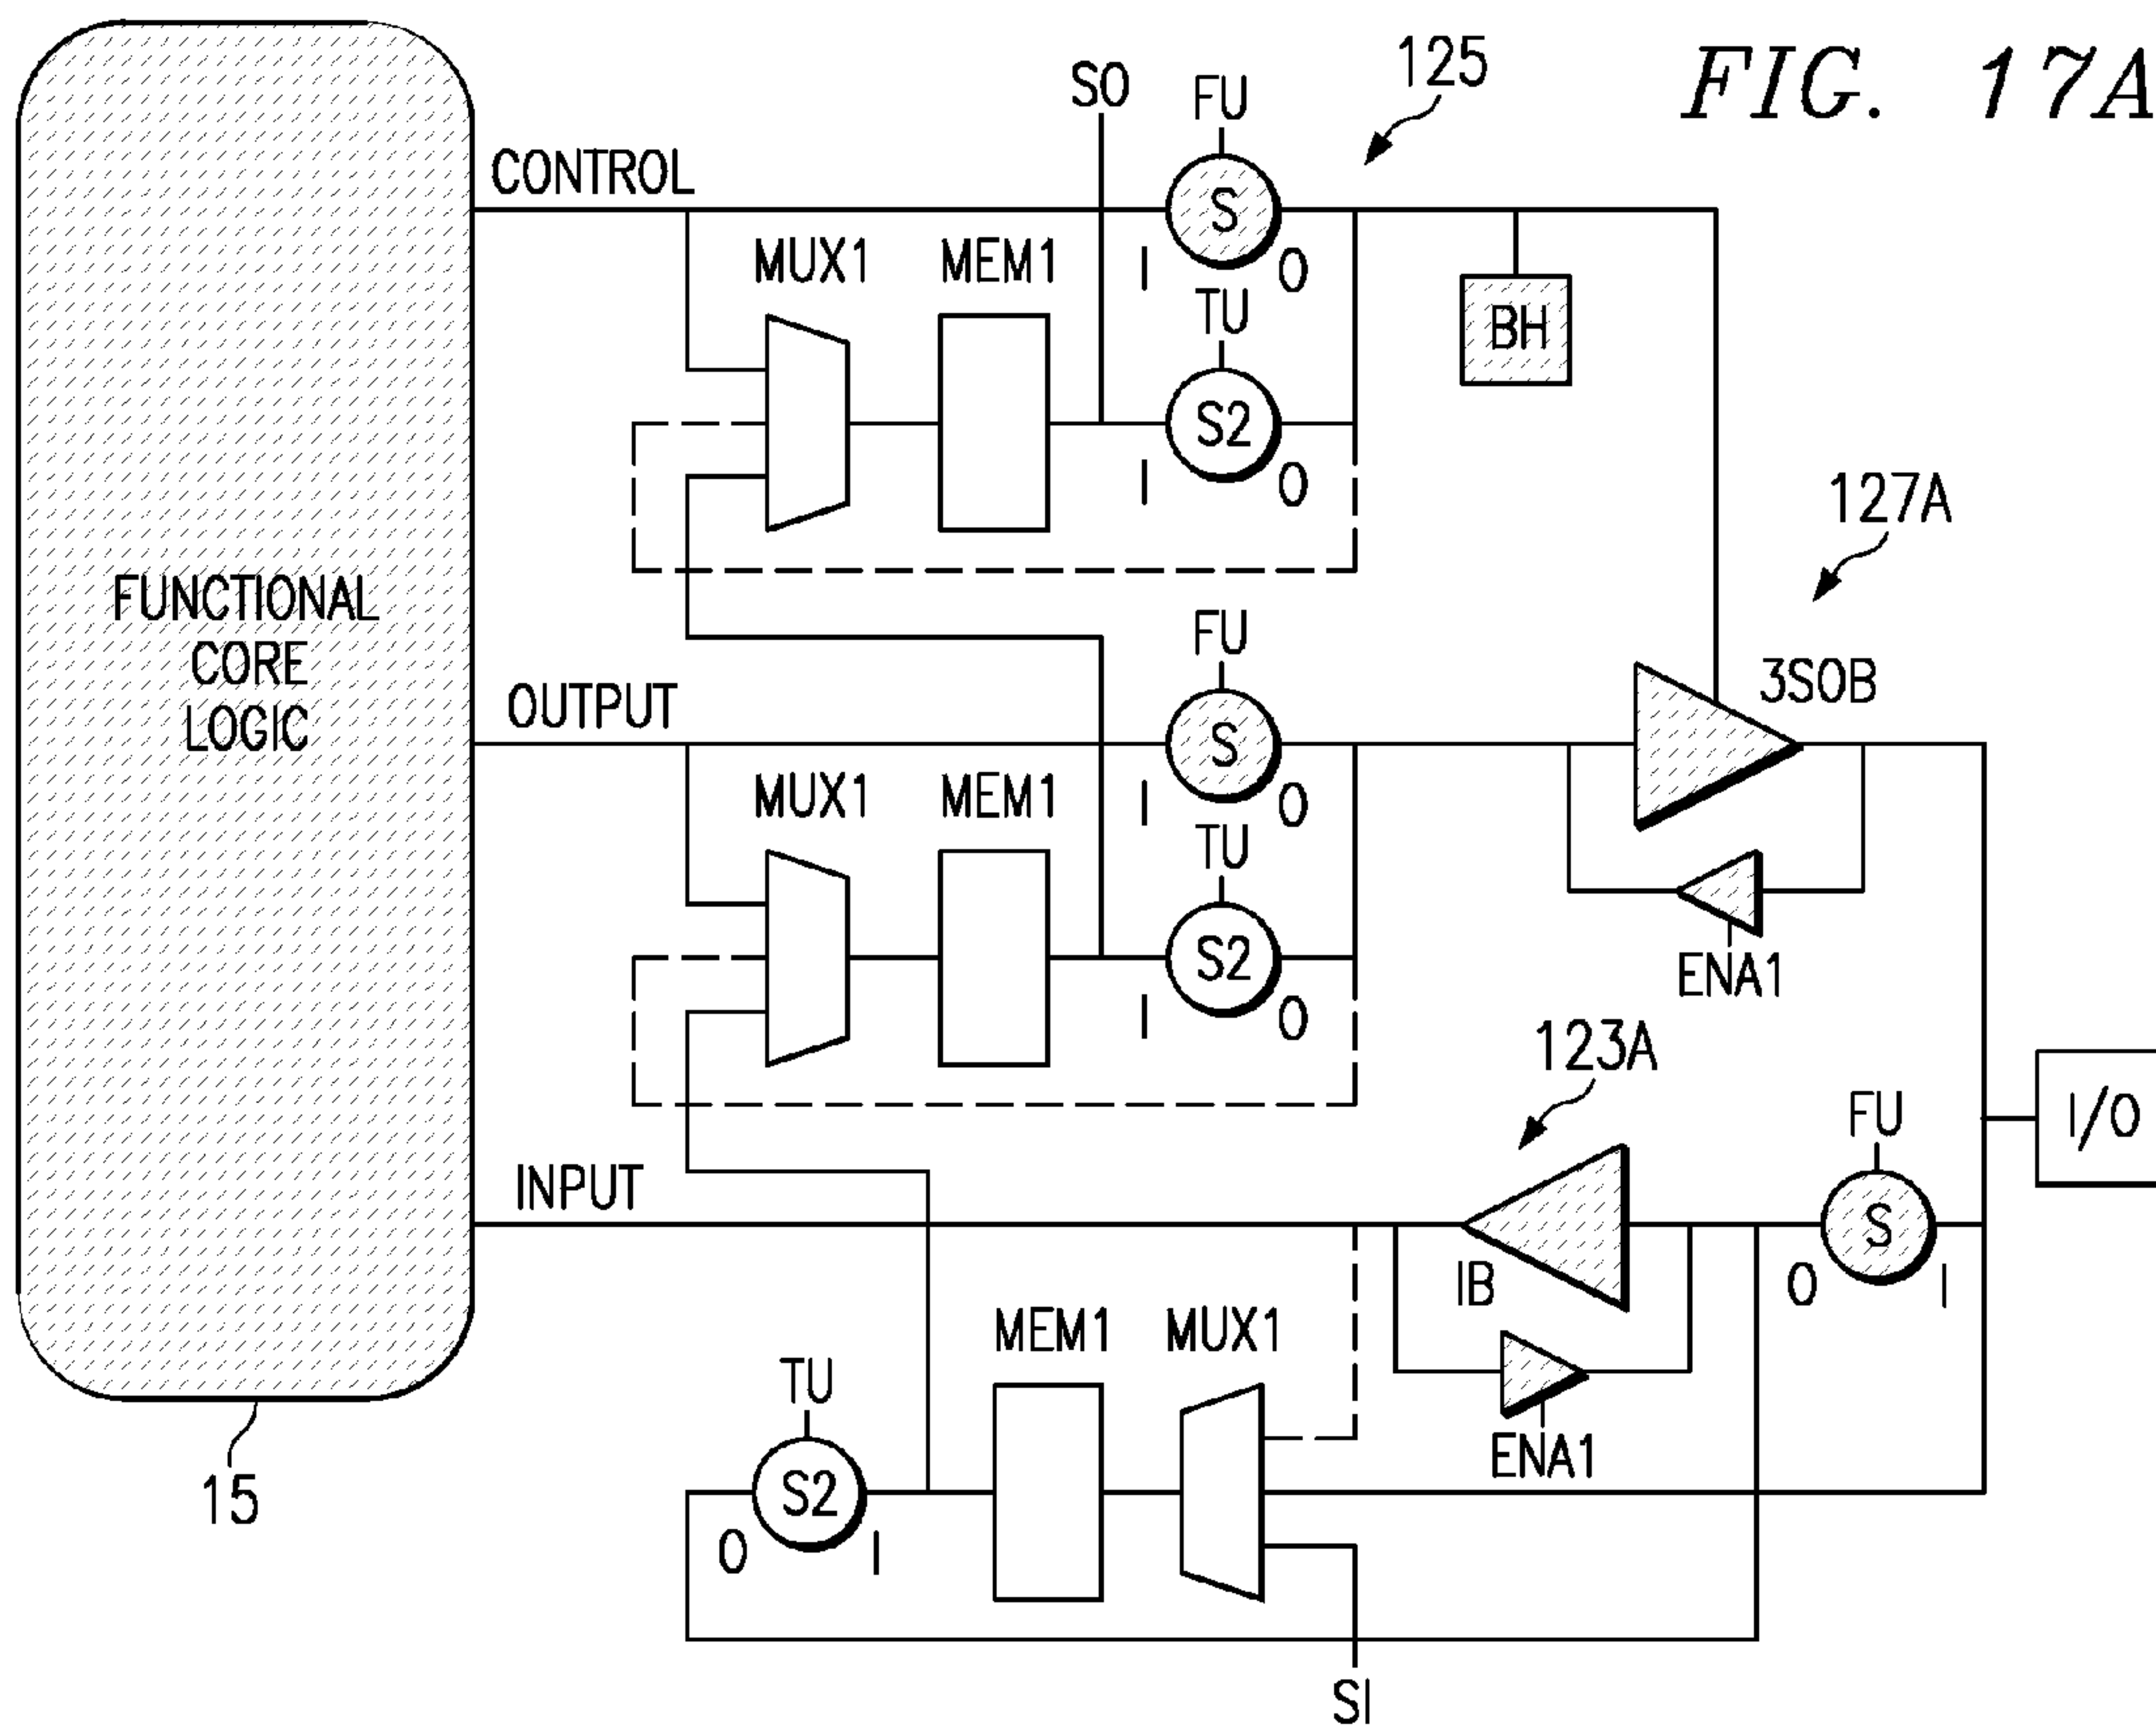 FIG. 17A
125
SO
FU
CONTROL
S
MUX1
MEM1
I
O
TU
BH
S2
I
O
127A
FUNCTIONAL
CORE
LOGIC
FU
3SOB
OUTPUT
S
MUX1
MEM1
I
O
TU
S2
ENA1
I
O
123A
FU
I/O
INPUT
S
IB
O
I
MEM1
MUX1
TU
ENA1
15
S2
O
I
SI